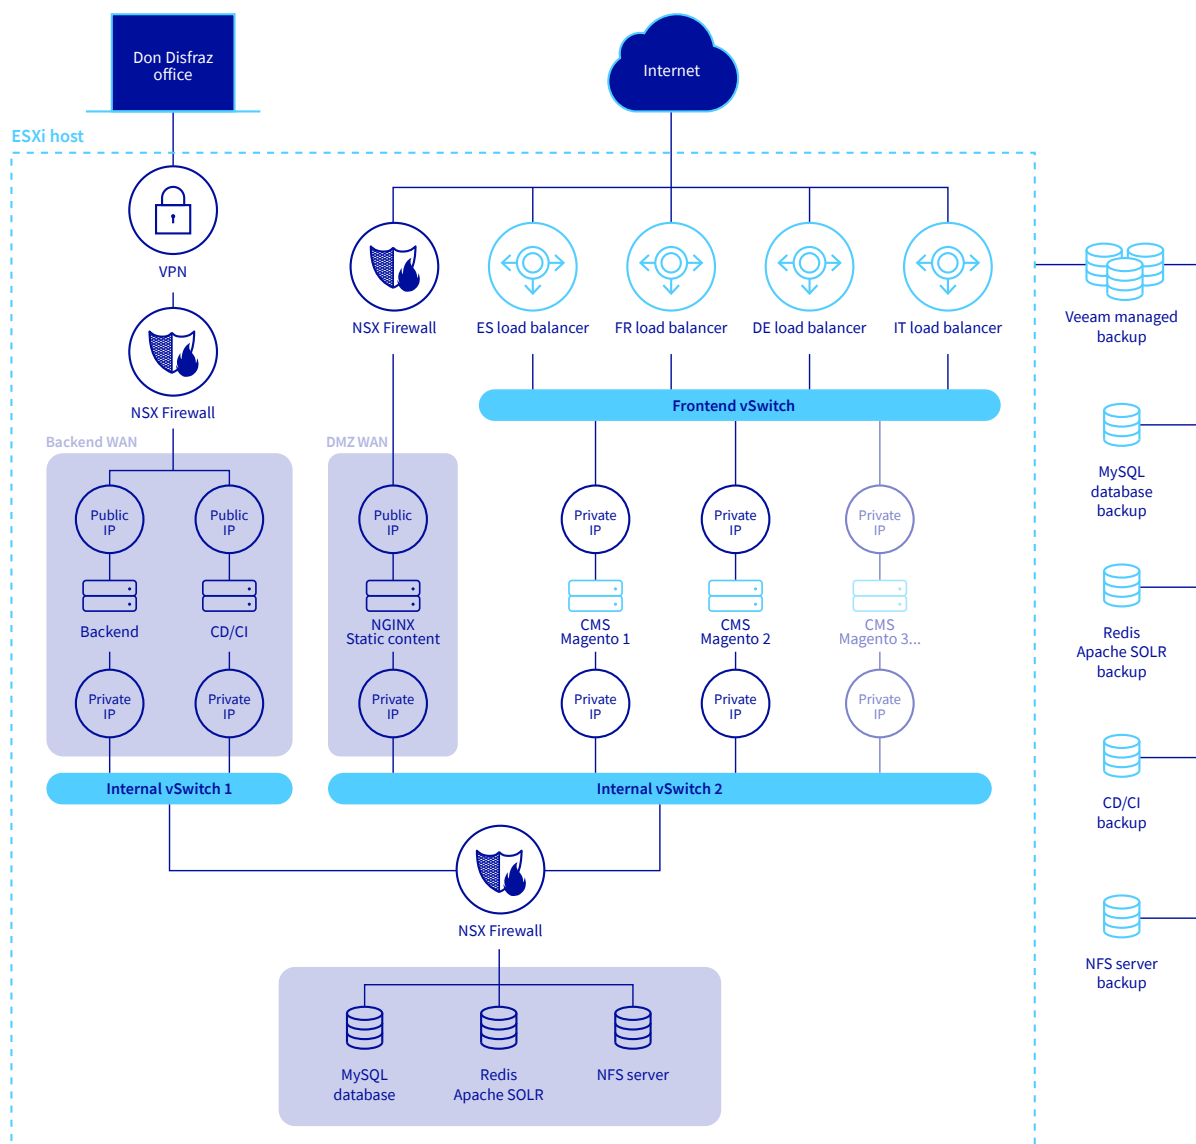 Don Disfraz
office
Internet
ESXi host
VPN
NSX Firewall
ES load balancer
FR load balancer
DE load balancer
IT load balancer
Veeam managed
backup
NSX Firewall
Frontend vSwitch
Backend WAN
DMZ WAN
MySQL
database
backup
Public
IP
Public
IP
Public
IP
Private
IP
Private
IP
Private
IP
Backend
CD/CI
NGINX
Static content
CMS
Magento 1
CMS
Magento 2
CMS
Magento 3...
Redis
Apache SOLR
backup
Private
IP
Private
IP
Private
IP
Private
IP
Private
IP
Private
IP
Internal vSwitch 1
Internal vSwitch 2
CD/CI
backup
NSX Firewall
NFS server
backup
MySQL
database
Redis
Apache SOLR
NFS server